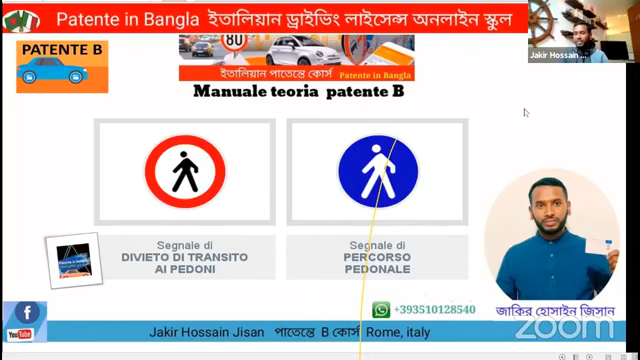 Patente in Bangla ইতালিয়ান ড্রাইভিং লাইসেন্স অনলাইন স্কুল
PATENTE B
80
ইতালিয়ান পাতেন্তে কোর্স Patente in Bangla
Manuale teoria patente B
Jakir Hossain
Segnale di
DIVIETO DI TRANSITO
AI PEDONI
Segnale di
PERCORSO
PEDONALE
+393510128540
জাকির হোসাইন জিসান
zoom
You Tube
Jakir Hossain Jisan পাতেন্তে B কোর্স Rome, italy